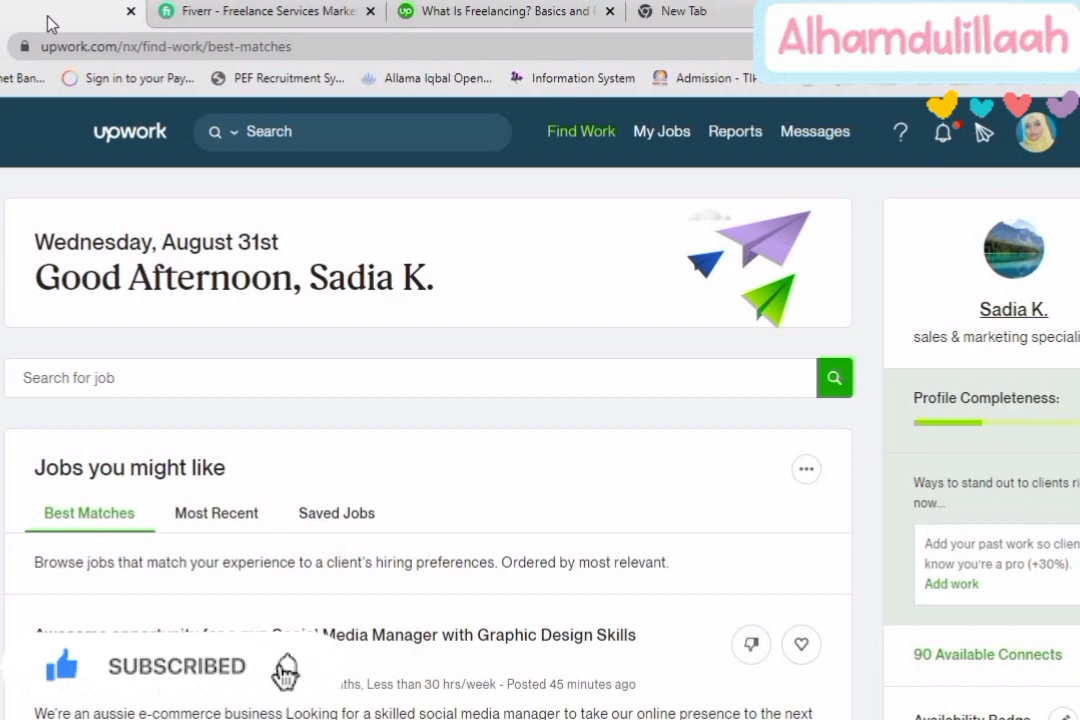 Fiverr - Freelance Services Marke
What Is Freelancing? Basics and
New Tab
Alhamdulillaah
upwork.com/nx/find-work/best-matches
net Ban...
Sign in to your Pay...
PEF Recruitment Sy...
Allama Iqbal Open...
Information System
upwork
Search
Find Work
My Jobs
Reports
Messages
Wednesday, August 31st
Good Afternoon, Sadia K.
Sadia K.
sales & marketing speciali
Search for job
Profile Completeness:
Jobs you might like
Best Matches
Most Recent
Saved Jobs
Ways to stand out to clients ri
now...
Browse jobs that match your experience to a client's hiring preferences. Ordered by most relevant.
Add your past work so clien
know you're a pro (+30%).
Add work
Media Manager with Graphic Design Skills
90 Available Connects
SUBSCRIBED
Less than 30 hrs/week - Posted 45 minutes ago
We're an aussie e-commerce business Looking for a skilled social media manager to take our online presence to the next